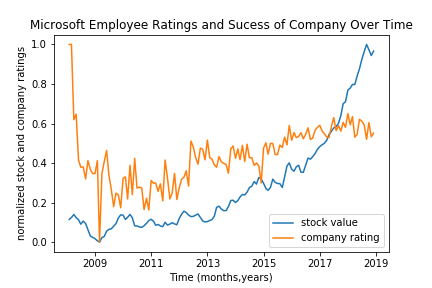 Microsoft Employee Ratings and Sucess of Company Over Time
normalized stock and company ratings
1.0
0.8
0.6
0.4
0.2
0.0
stock value
company rating
2009
2011
2013
2015
2017
2019
Time (months,years)